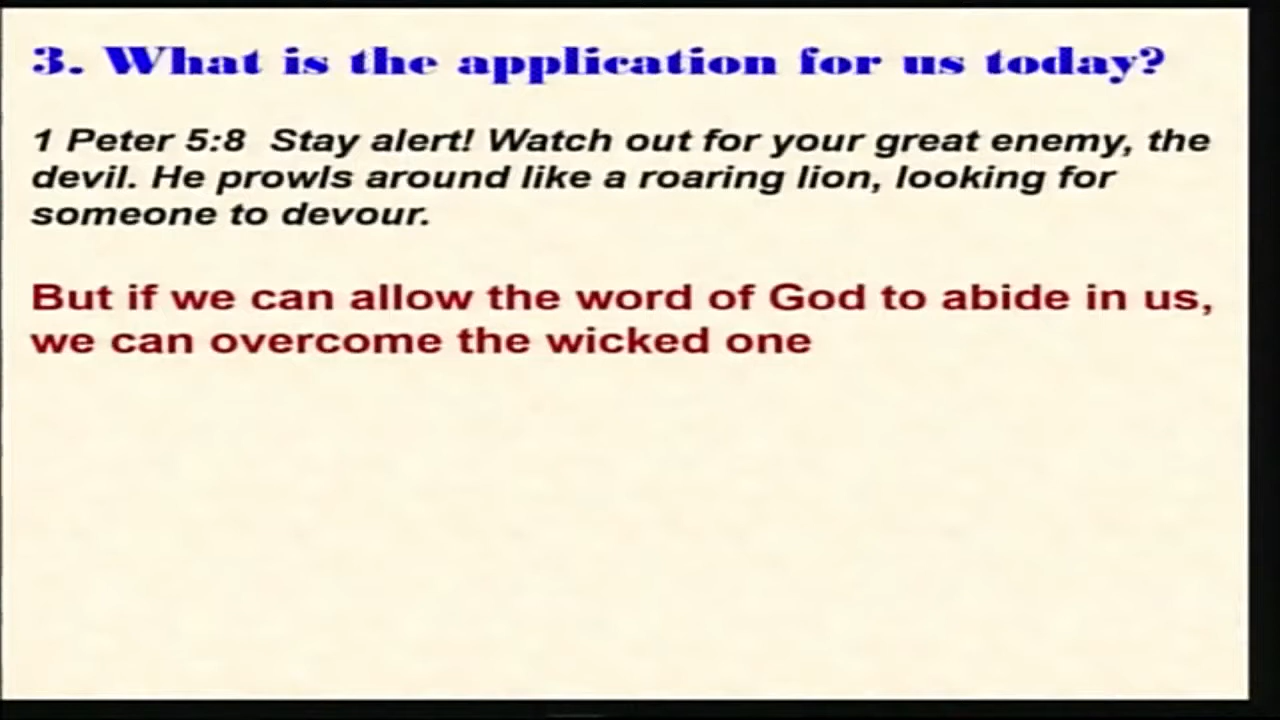 3. What is the application for us today?
1 Peter 5:8  Stay alert! Watch out for your great enemy, the
devil. He prowls around like a roaring lion, looking for
someone to devour.
But if we can allow the word of God to abide in us,
we can overcome the wicked one